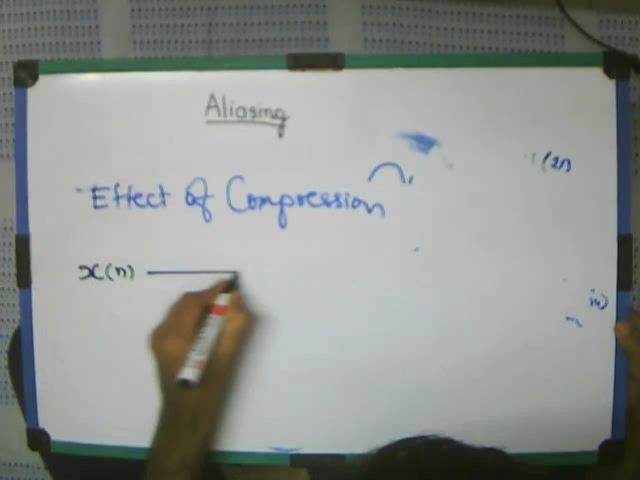 Aliasing
Effect of Compression
x(n)